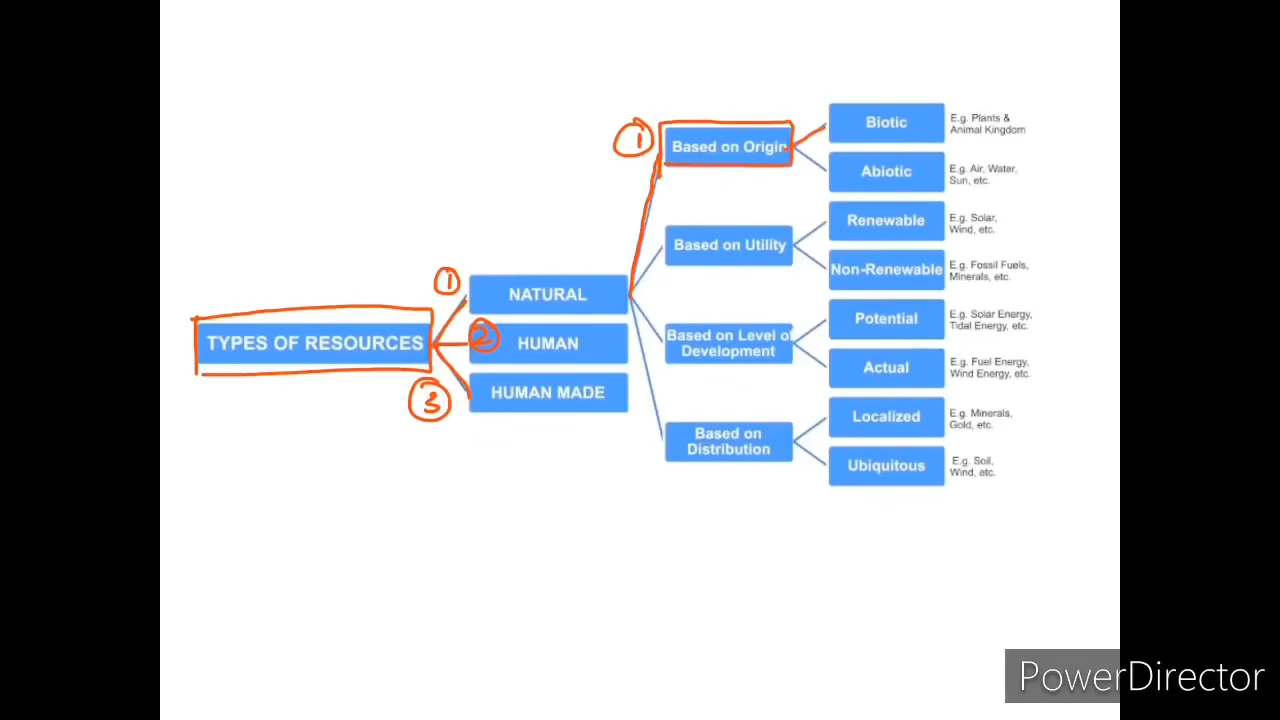 1
Based on Origin
Biotic
E.g. Plants &
Animal Kingdom
Abiotic
E.g. Air, Water,
Sun, etc.
Based on Utility
Renewable
E.g. Solar,
Wind, etc.
Non-Renewable
E.g. Fossil Fuels,
Minerals, etc.
TYPES OF RESOURCES
1
NATURAL
2
HUMAN
3
HUMAN MADE
Based on Level of
Development
Potential
E.g. Solar Energy,
Tidal Energy, etc.
Actual
E.g. Fuel Energy,
Wind Energy, etc.
Based on
Distribution
Localized
E.g. Minerals,
Gold, etc.
Ubiquitous
E.g. Soil,
Wind, etc.
PowerDirector